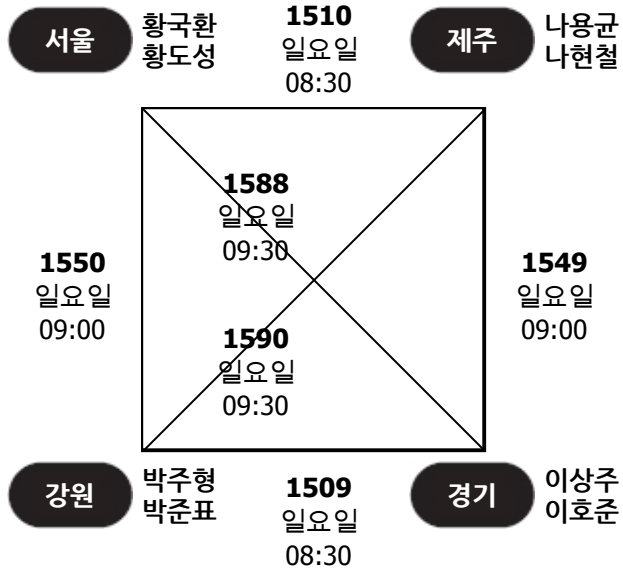 서울
황국환
황도성
1510
일요일
08:30
제주
나용균
나현철
1588
일요일
09:30
1550
일요일
09:00
1549
일요일
09:00
1590
일요일
09:30
강원
박주형
박준표
1509
일요일
08:30
경기
이상주
이호준